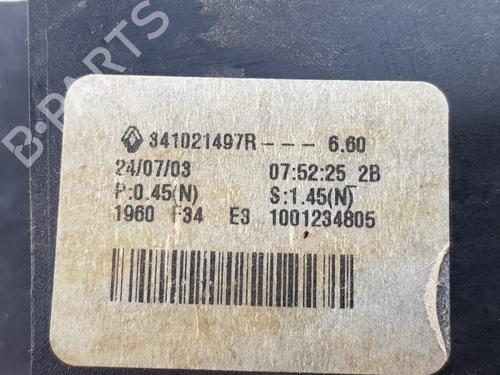 B-PARTS
341021497R - - - 6.60
24/07/03 07:52:25 2B
P:0.45(N) S:1.45(N)
1960 F34 E3 1001234805